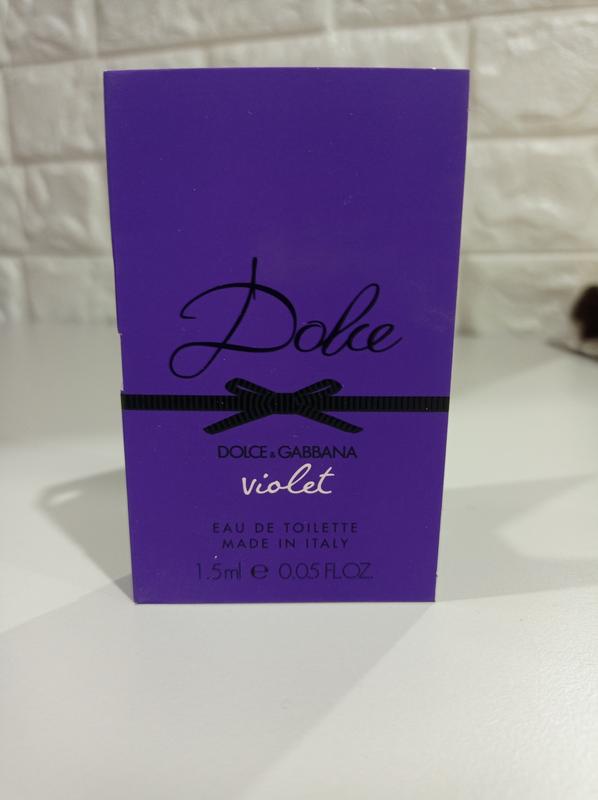 Dolce
DOLCE & GABBANA
violet
EAU DE TOILETTE
MADE IN ITALY
1.5ml ℮ 0.05 FL.OZ.